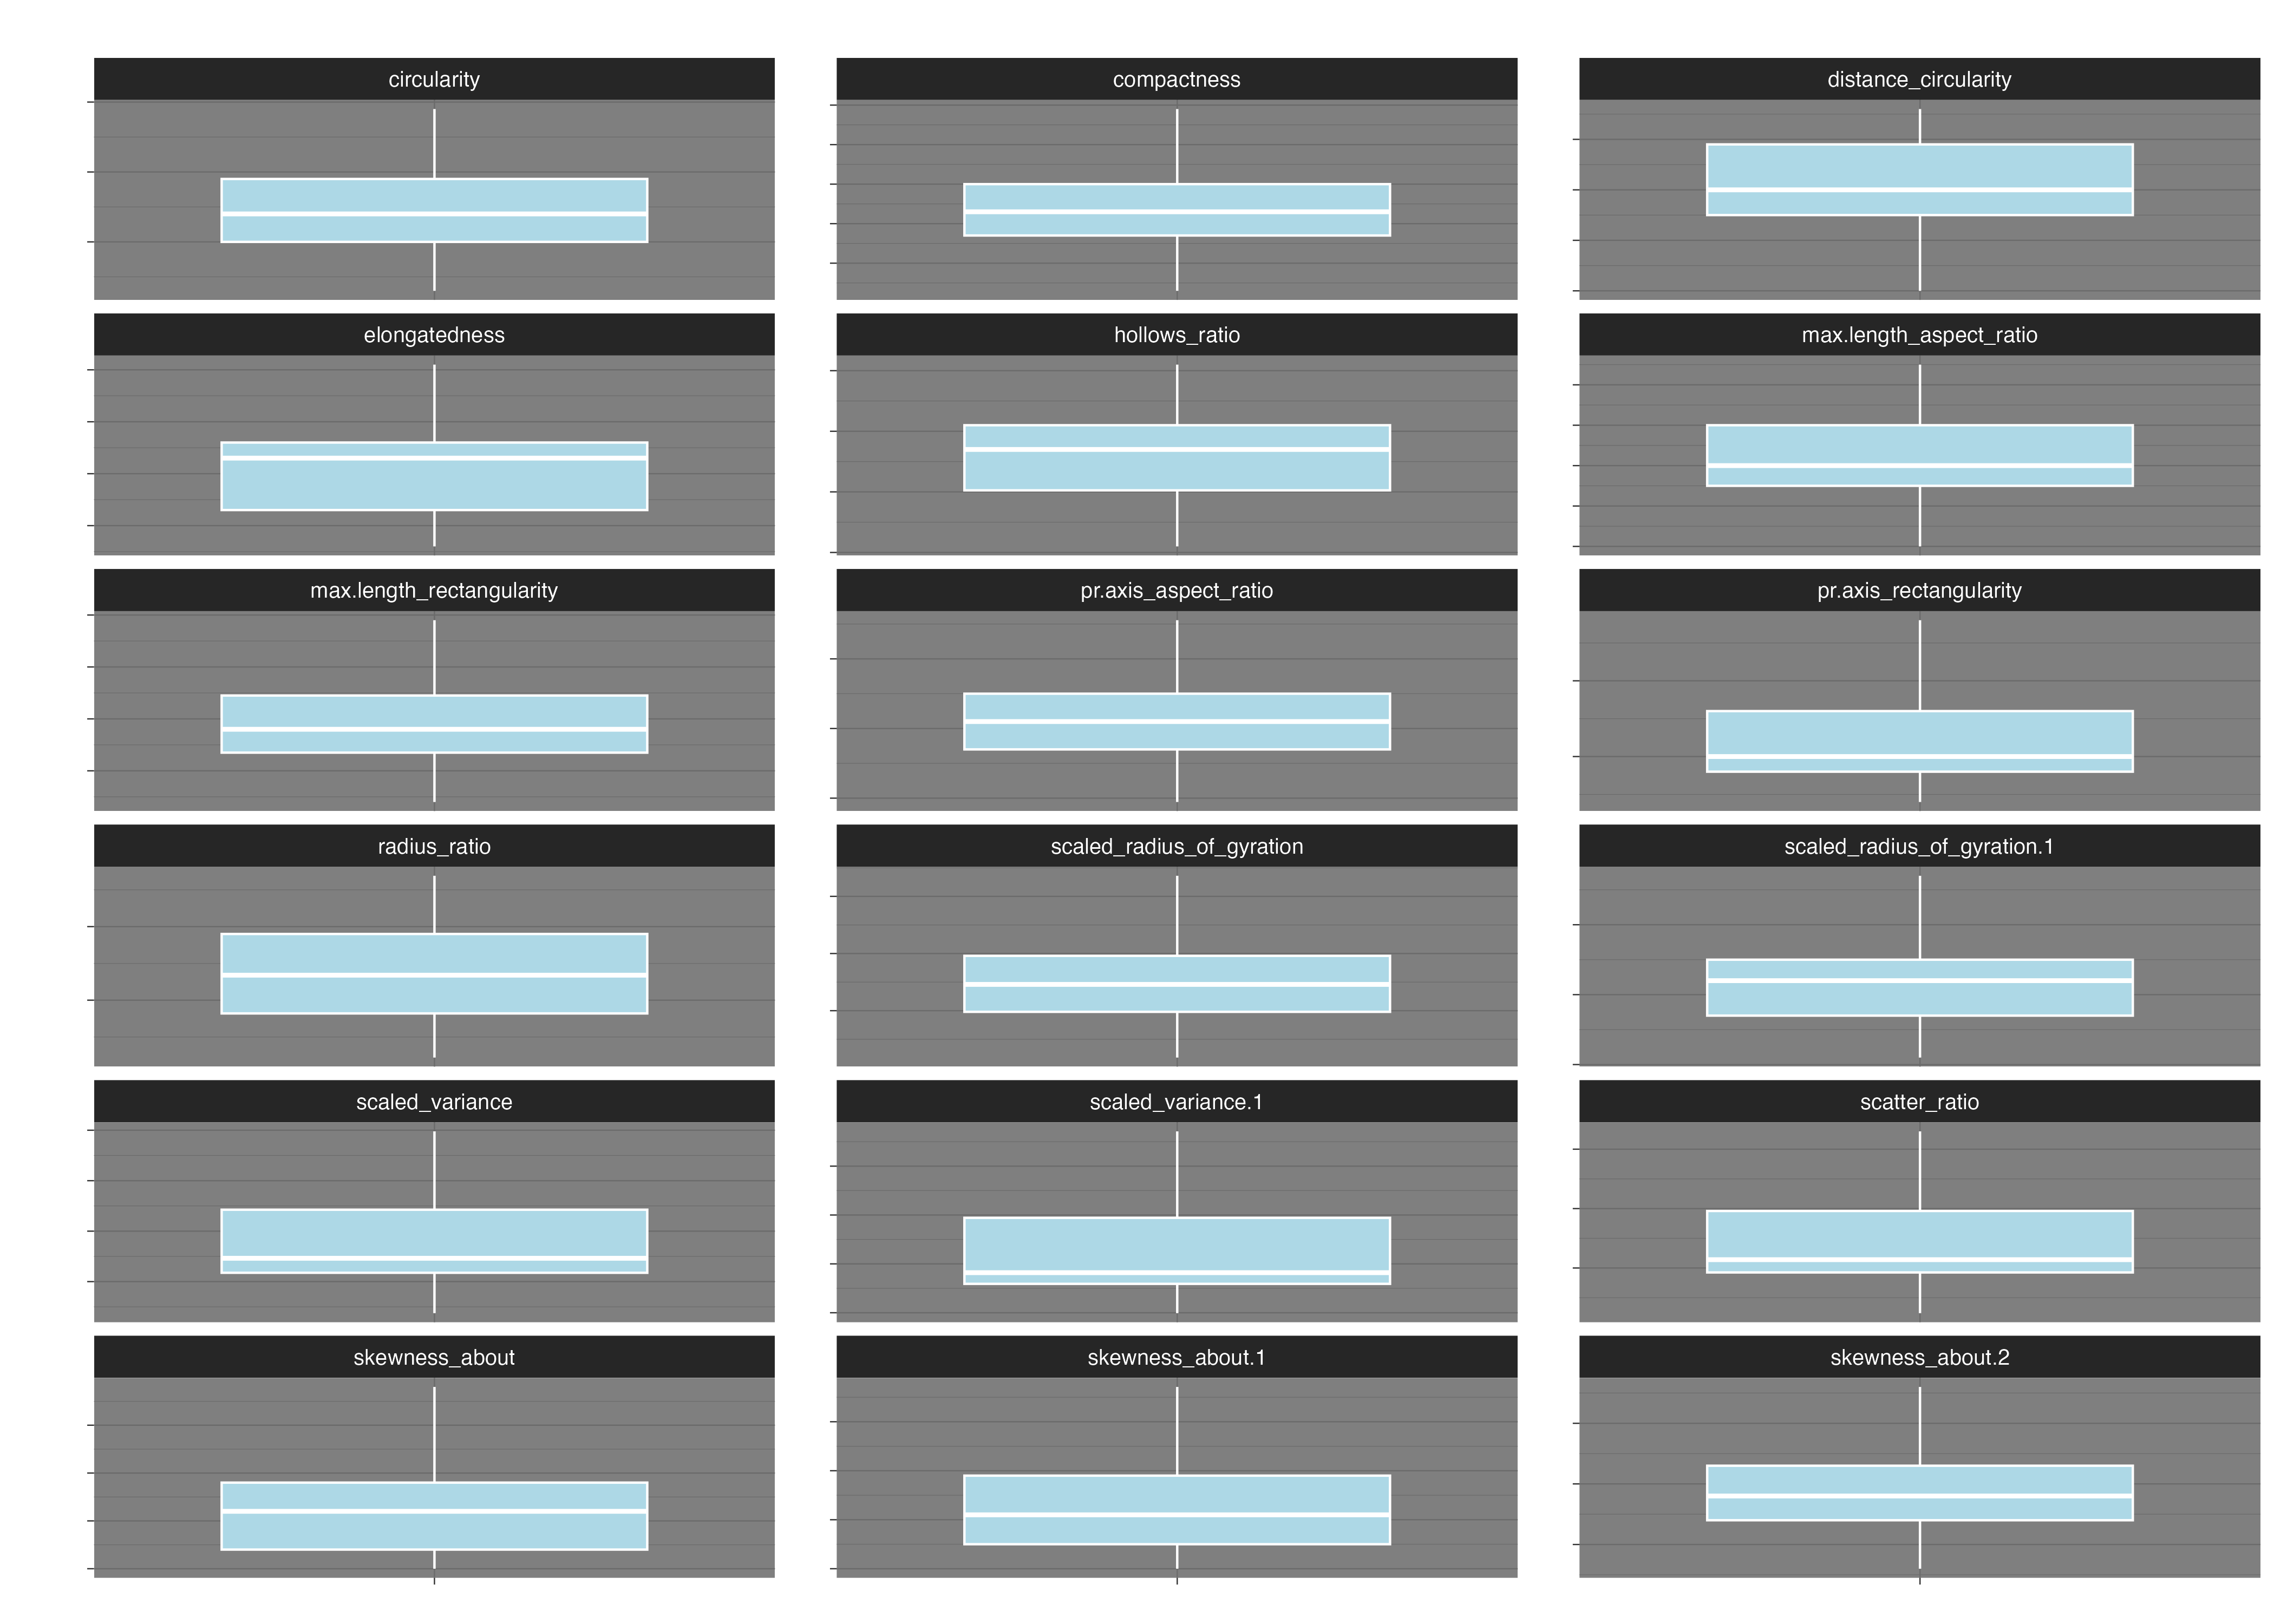 circularity
compactness
distance_circularity
elongatedness
hollows_ratio
max.length_aspect_ratio
max.length_rectangularity
pr.axis_aspect_ratio
pr.axis_rectangularity
radius_ratio
scaled_radius_of_gyration
scaled_radius_of_gyration.1
scaled_variance
scaled_variance.1
scatter_ratio
skewness_about
skewness_about.1
skewness_about.2